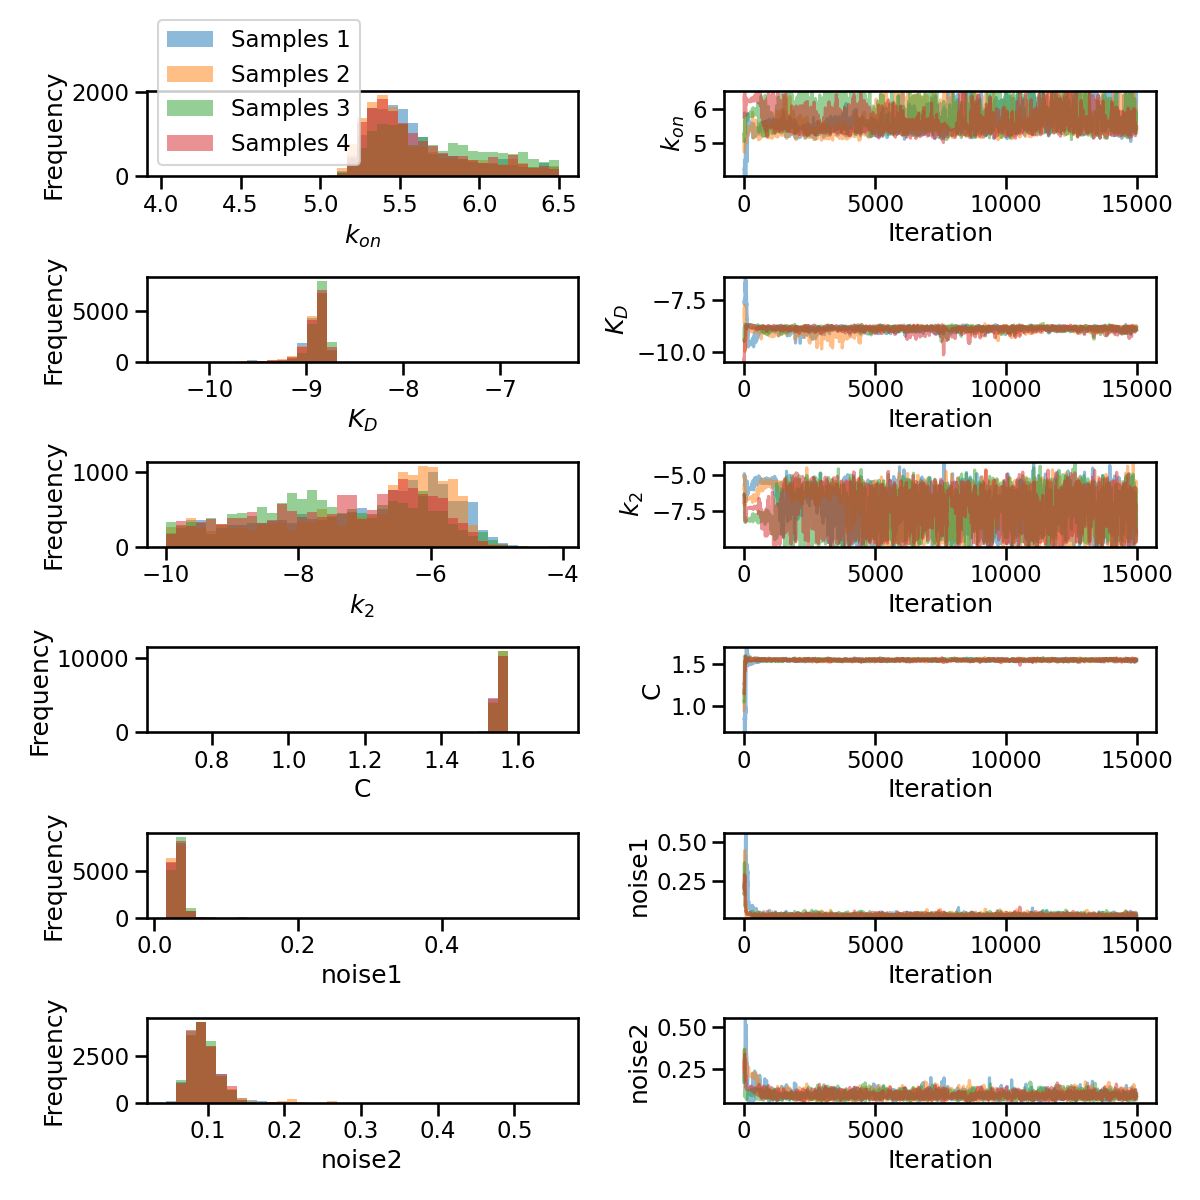 Samples 1
Samples 2
Samples 3
Samples 4
Frequency
2000
0
4.0 4.5 5.0 5.5 6.0 6.5
k_on
k_on
6
5
0 5000 10000 15000
Iteration
Frequency
5000
0
−10 −9 −8 −7
K_D
K_D
−7.5
−10.0
0 5000 10000 15000
Iteration
Frequency
1000
0
−10 −8 −6 −4
k_2
k_2
−5.0
−7.5
0 5000 10000 15000
Iteration
Frequency
10000
0
0.8 1.0 1.2 1.4 1.6
C
C
1.5
1.0
0 5000 10000 15000
Iteration
Frequency
5000
0
0.0 0.2 0.4
noise1
noise1
0.50
0.25
0 5000 10000 15000
Iteration
Frequency
2500
0
0.1 0.2 0.3 0.4 0.5
noise2
noise2
0.50
0.25
0 5000 10000 15000
Iteration